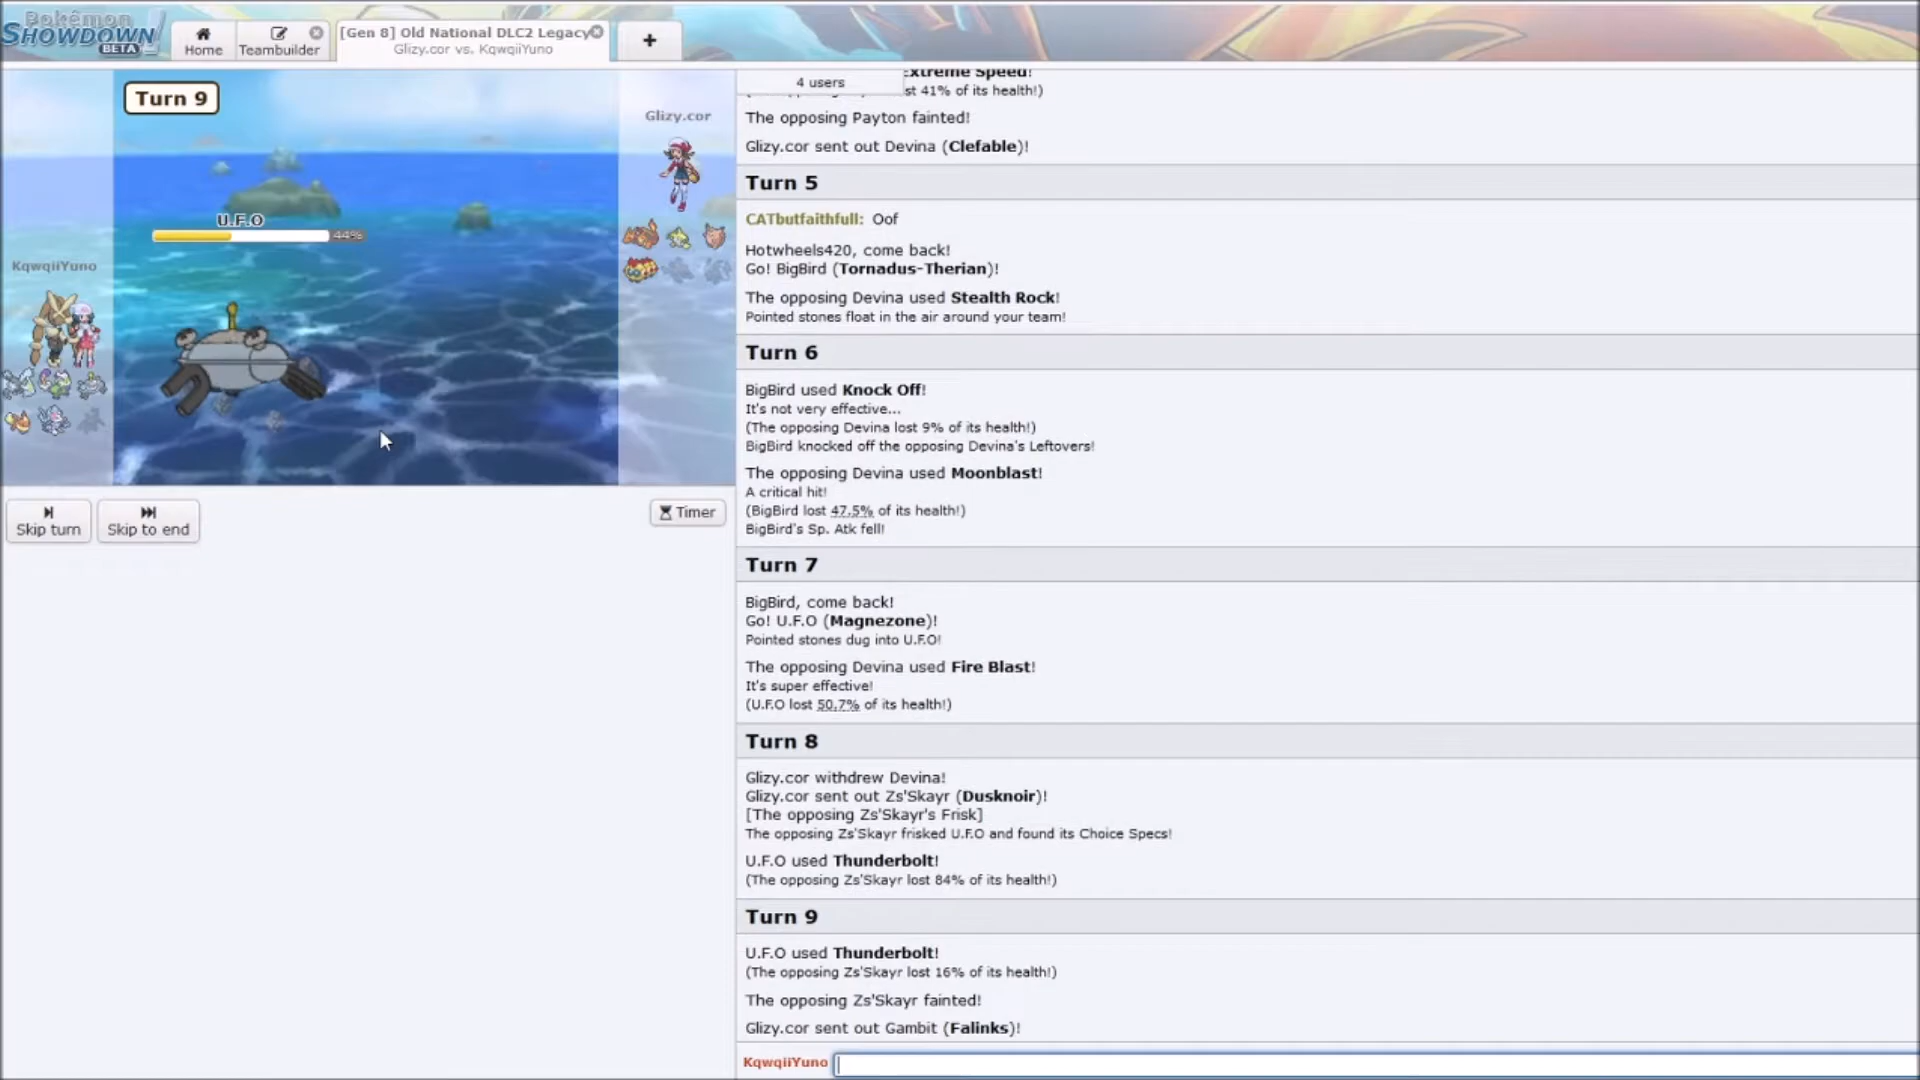 Pokémon
SHOWDOWN!
BETA
Home
Teambuilder
[Gen 8] Old National DLC2 Legacy
Glizy.cor vs. KqwqiiYuno
+
Turn 9
Glizy.cor
U.F.O
44%
KqwqiiYuno
Skip turn
Skip to end
Timer
4 users
Extreme Speed!
st 41% of its health!)
The opposing Payton fainted!
Glizy.cor sent out Devina (Clefable)!
Turn 5
CATbutfaithfull: Oof
Hotwheels420, come back!
Go! BigBird (Tornadus-Therian)!
The opposing Devina used Stealth Rock!
Pointed stones float in the air around your team!
Turn 6
BigBird used Knock Off!
It's not very effective...
(The opposing Devina lost 9% of its health!)
BigBird knocked off the opposing Devina's Leftovers!
The opposing Devina used Moonblast!
A critical hit!
(BigBird lost 47.5% of its health!)
BigBird's Sp. Atk fell!
Turn 7
BigBird, come back!
Go! U.F.O (Magnezone)!
Pointed stones dug into U.F.O!
The opposing Devina used Fire Blast!
It's super effective!
(U.F.O lost 50.7% of its health!)
Turn 8
Glizy.cor withdrew Devina!
Glizy.cor sent out Zs'Skayr (Dusknoir)!
[The opposing Zs'Skayr's Frisk]
The opposing Zs'Skayr frisked U.F.O and found its Choice Specs!
U.F.O used Thunderbolt!
(The opposing Zs'Skayr lost 84% of its health!)
Turn 9
U.F.O used Thunderbolt!
(The opposing Zs'Skayr lost 16% of its health!)
The opposing Zs'Skayr fainted!
Glizy.cor sent out Gambit (Falinks)!
KqwqiiYuno